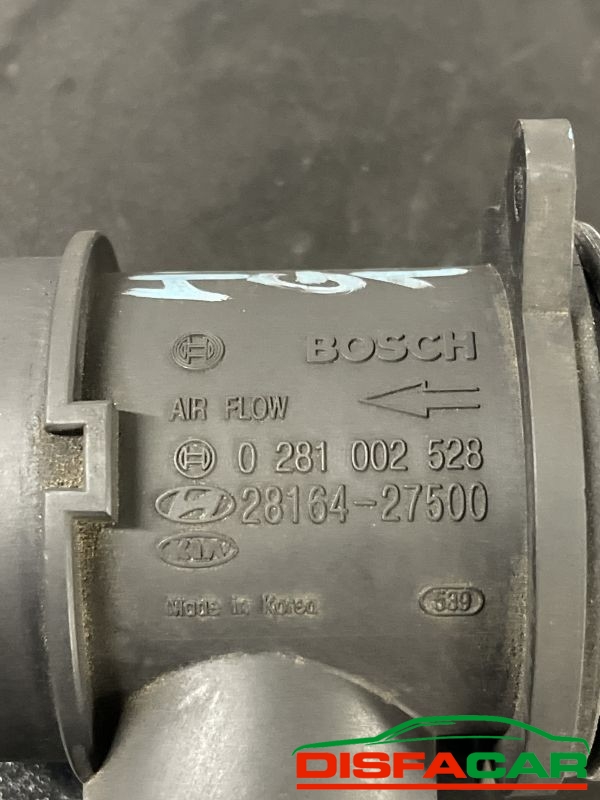 BOSCH
AIR FLOW
0 281 002 528
28164-27500
KIA
Made in Korea
539
DISFACAR